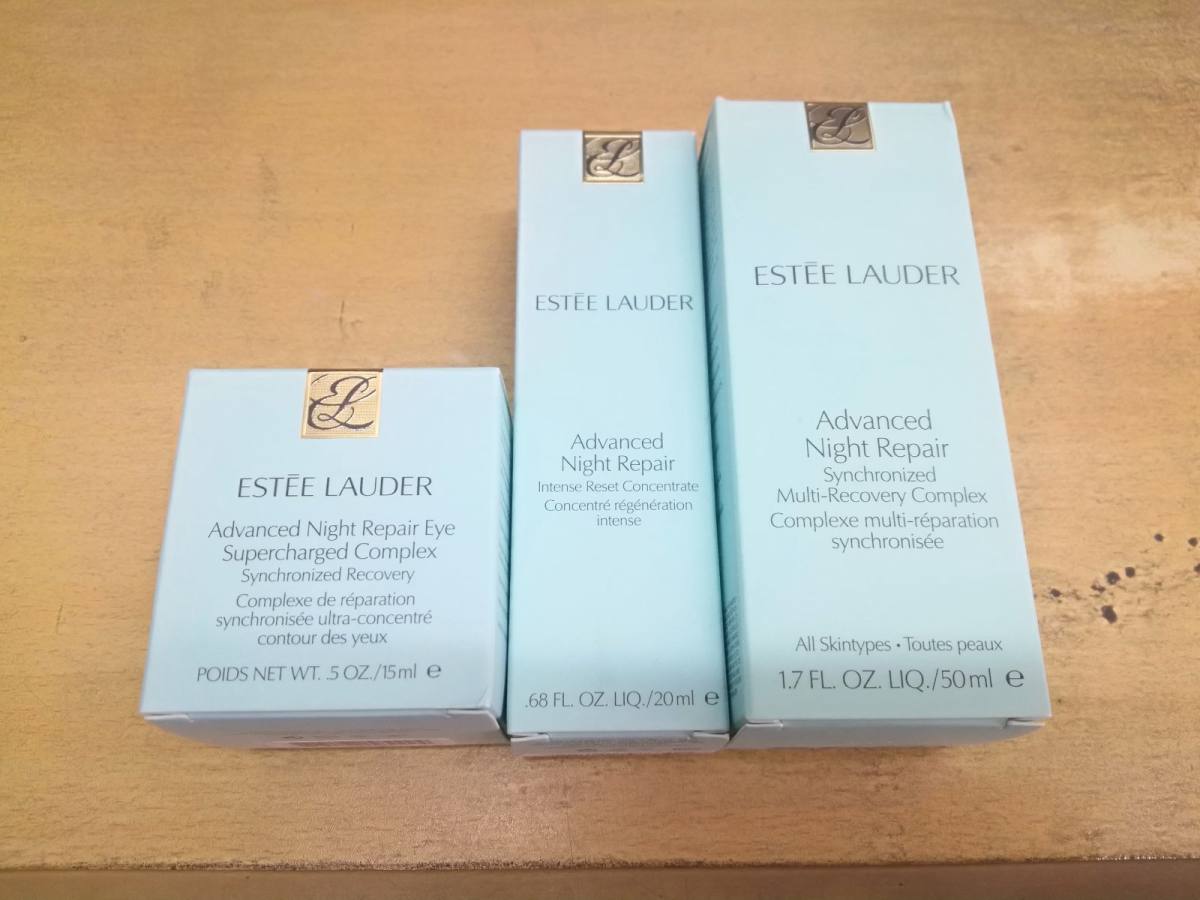 ESTĒE LAUDER
Advanced Night Repair Eye
Supercharged Complex
Synchronized Recovery
Complexe de réparation
synchronisée ultra-concentré
contour des yeux
POIDS NET WT. .5 OZ./15ml ℮
ESTĒE LAUDER
Advanced
Night Repair
Intense Reset Concentrate
Concentré régénération
intense
.68 FL. OZ. LIQ./20ml ℮
ESTĒE LAUDER
Advanced
Night Repair
Synchronized
Multi-Recovery Complex
Complexe multi-réparation
synchronisée
All Skintypes • Toutes peaux
1.7 FL. OZ. LIQ./50ml ℮